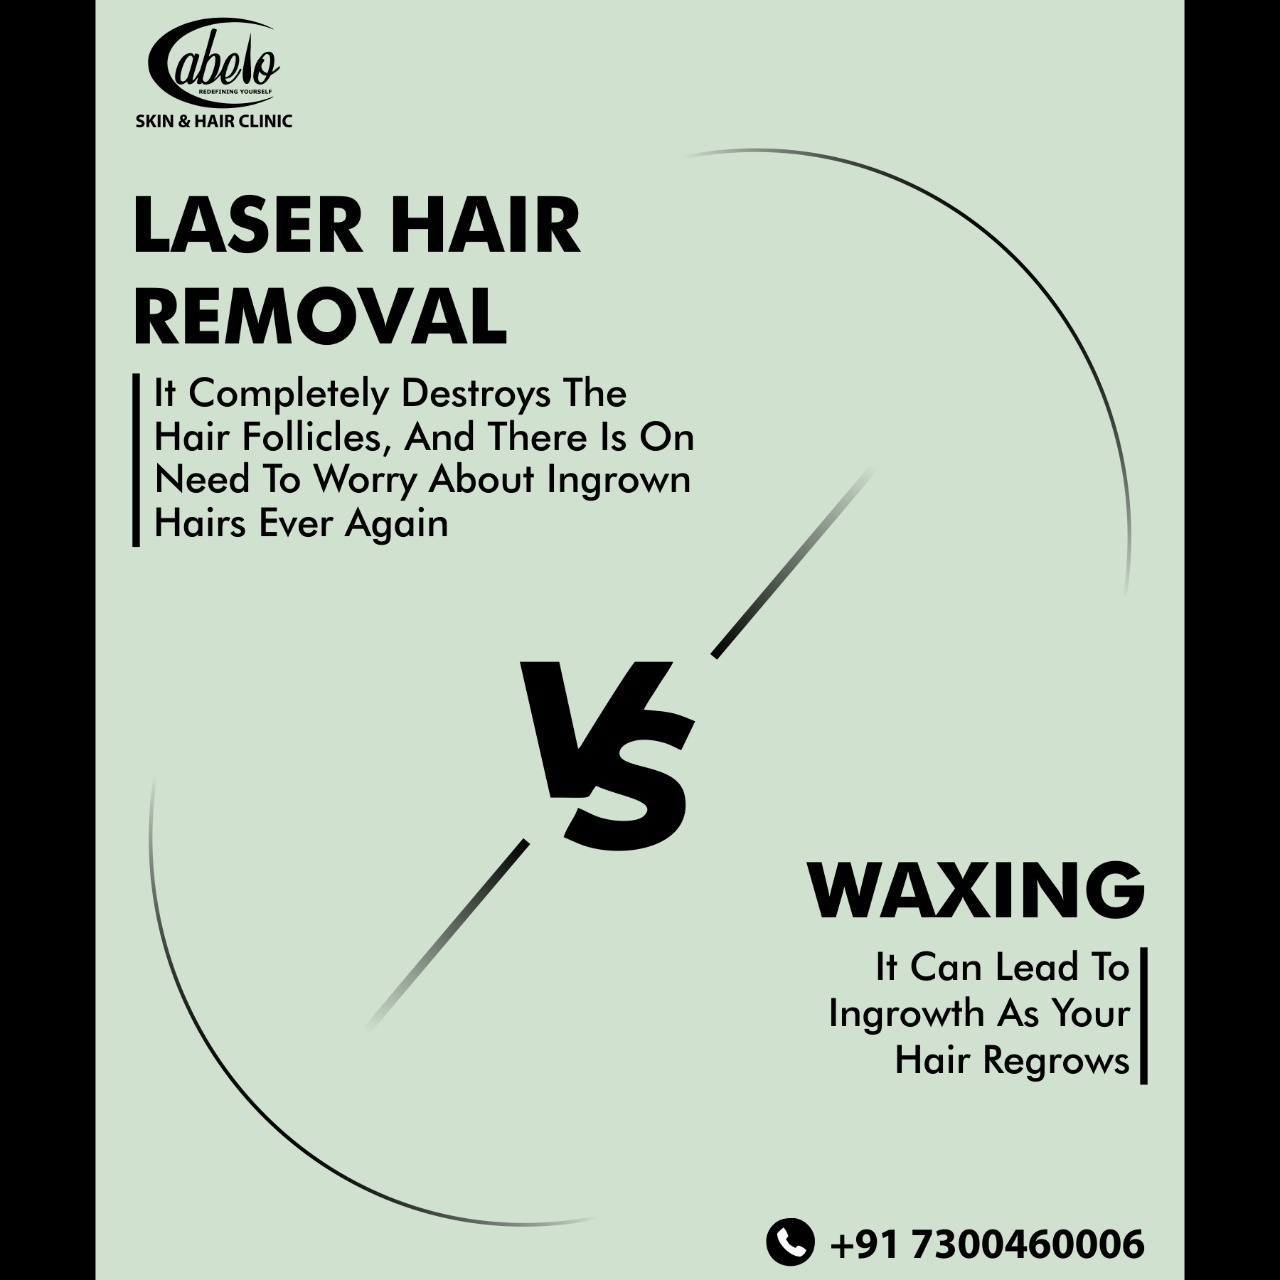 Cabelo
REDEFINING YOURSELF
SKIN & HAIR CLINIC
LASER HAIR
REMOVAL
It Completely Destroys The
Hair Follicles, And There Is On
Need To Worry About Ingrown
Hairs Ever Again
VS
WAXING
It Can Lead To
Ingrowth As Your
Hair Regrows
+91 7300460006